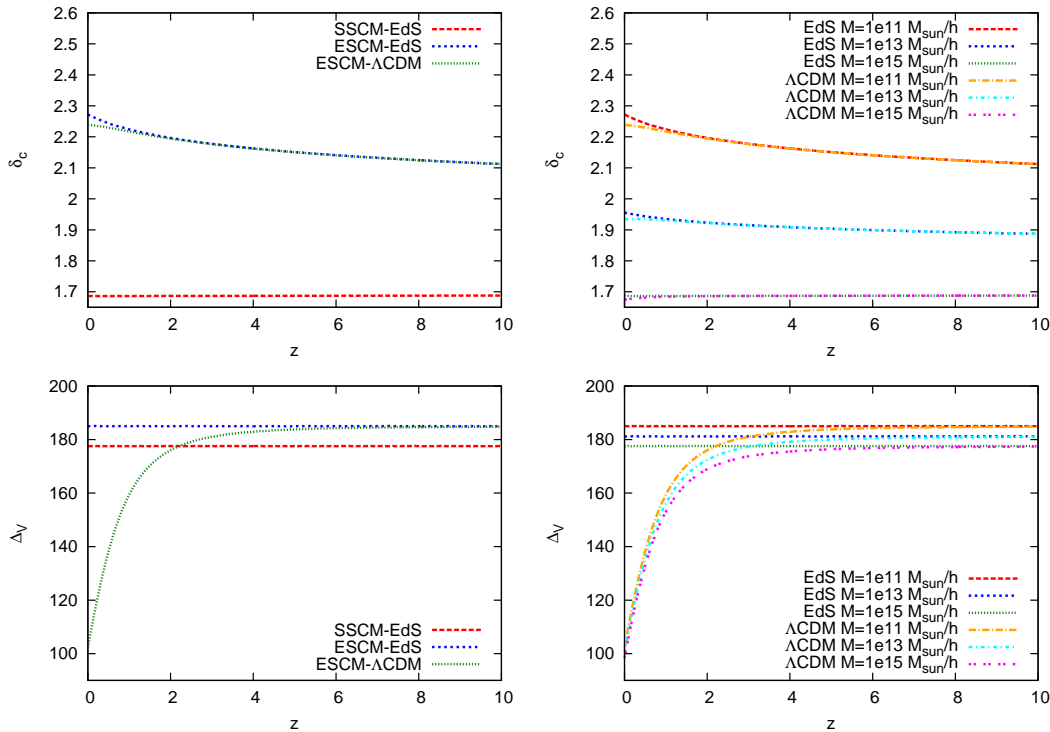 2.6
2.5
2.4
2.3
2.2
2.1
2
1.9
1.8
1.7
δc
0 2 4 6 8 10
z
SSCM-EdS
ESCM-EdS
ESCM-ΛCDM
2.6
2.5
2.4
2.3
2.2
2.1
2
1.9
1.8
1.7
δc
0 2 4 6 8 10
z
EdS M=1e11 Msun/h
EdS M=1e13 Msun/h
EdS M=1e15 Msun/h
ΛCDM M=1e11 Msun/h
ΛCDM M=1e13 Msun/h
ΛCDM M=1e15 Msun/h
200
180
160
140
120
100
ΔV
0 2 4 6 8 10
z
SSCM-EdS
ESCM-EdS
ESCM-ΛCDM
200
180
160
140
120
100
ΔV
0 2 4 6 8 10
z
EdS M=1e11 Msun/h
EdS M=1e13 Msun/h
EdS M=1e15 Msun/h
ΛCDM M=1e11 Msun/h
ΛCDM M=1e13 Msun/h
ΛCDM M=1e15 Msun/h